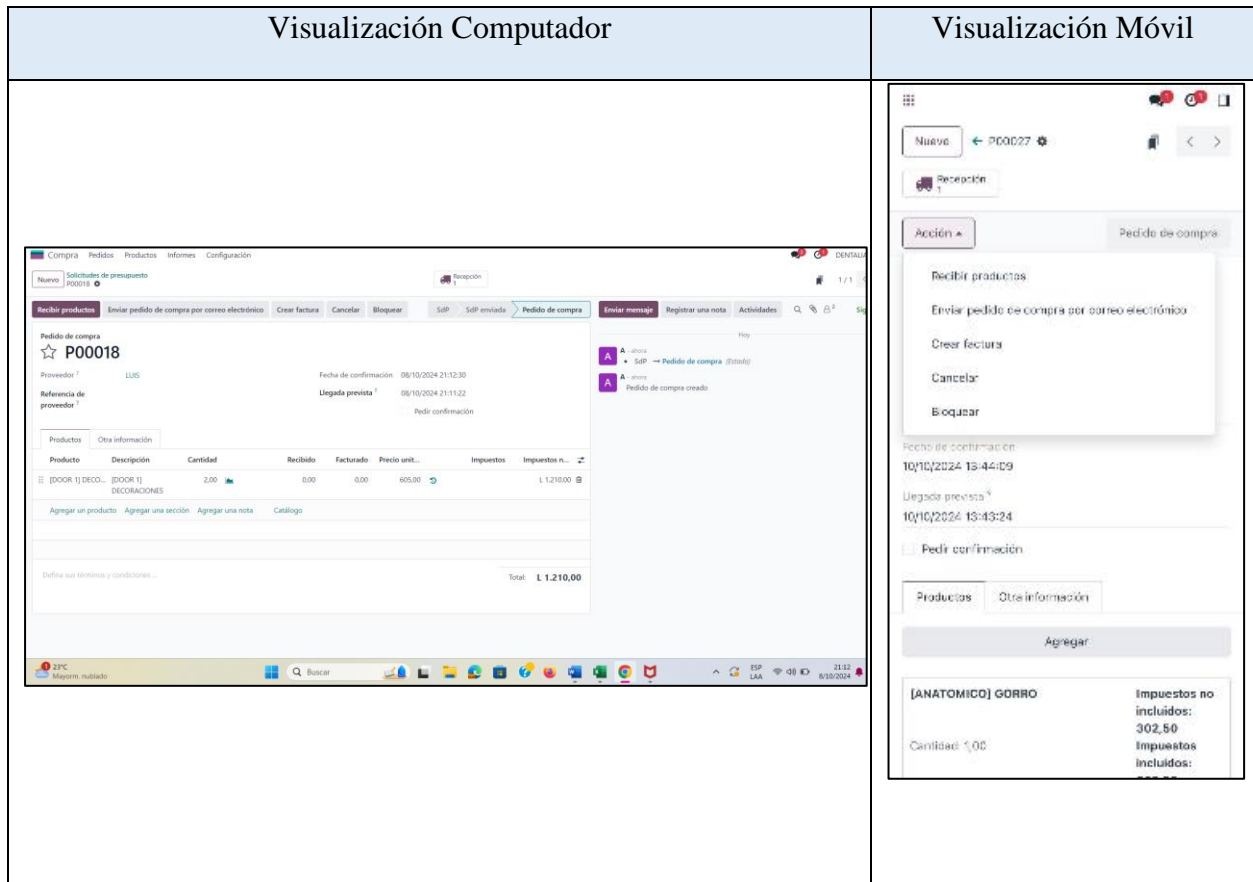 Visualización Computador
Visualización Móvil
Compra Pedidos Productos Informes Configuración
DENTALIA
Nuevo Solicitudes de presupuesto
P00018
Recepción
1
1 / 1
Recibir productos Enviar pedido de compra por correo electrónico Crear factura Cancelar Bloquear SdP SdP enviada Pedido de compra
Enviar mensaje Registrar una nota Actividades 2 Sig
Pedido de compra
P00018
Proveedor ? LUIS
Fecha de confirmación 08/10/2024 21:12:30
Referencia de proveedor ?
Llegada prevista ? 08/10/2024 21:11:22
Pedir confirmación
Hoy
A A - ahora
SdP → Pedido de compra (Estado)
A A - ahora
Pedido de compra creado
Productos Otra información
Producto Descripción Cantidad Recibido Facturado Precio unit... Impuestos Impuestos n...
[DOOR 1] DECO... [DOOR 1] DECORACIONES 2,00 0,00 0,00 605,00 L 1.210,00
Agregar un producto Agregar una sección Agregar una nota Catálogo
Defina sus términos y condiciones ...
Total: L 1.210,00
1
23°C
Mayorm. nublado
Buscar
ESP
LAA
21:12
8/10/2024
Nuevo ← P00027
Recepción
1
Acción
Pedido de compra
Recibir productos
Enviar pedido de compra por correo electrónico
Crear factura
Cancelar
Bloquear
Fecha de confirmación
10/10/2024 13:44:09
Llegada prevista ?
10/10/2024 13:43:24
Pedir confirmación
Productos Otra información
Agregar
[ANATOMICO] GORRO
Cantidad: 1,00
Impuestos no
incluidos:
302,50
Impuestos
incluidos: